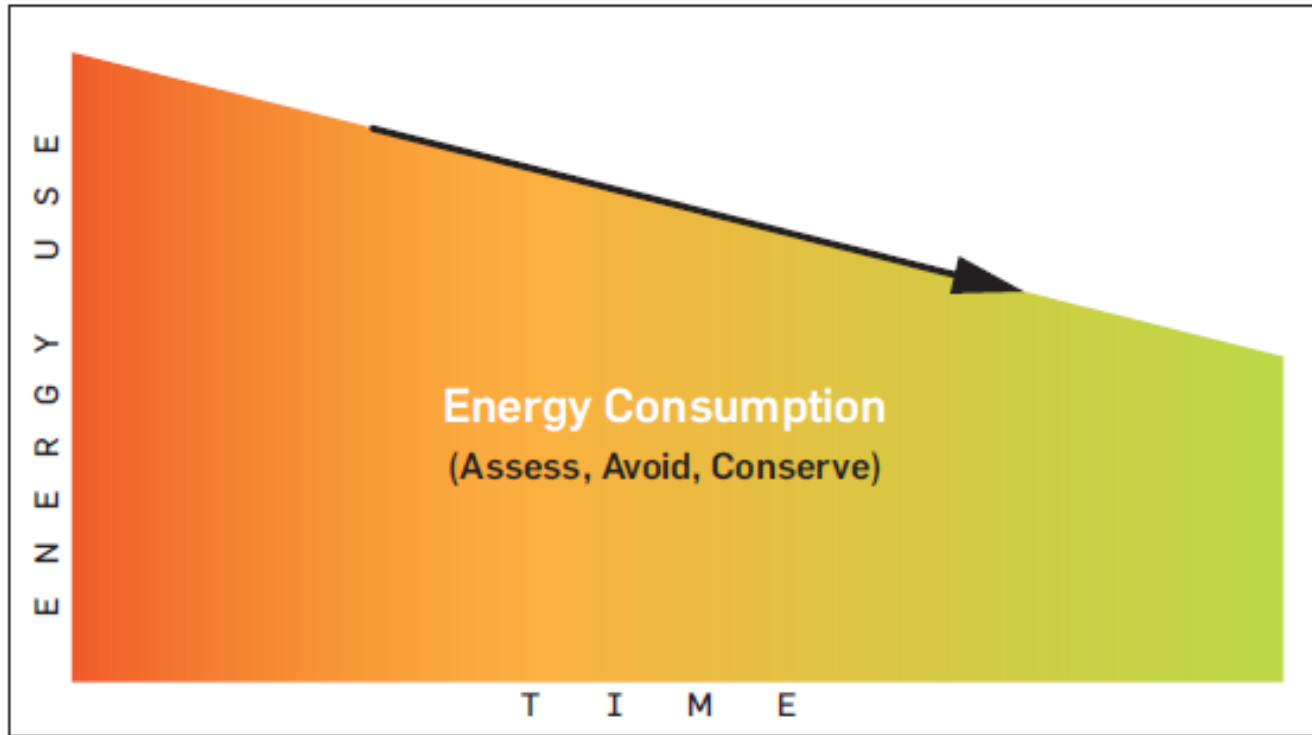 ENERGY USE
Energy Consumption
(Assess, Avoid, Conserve)
TIME